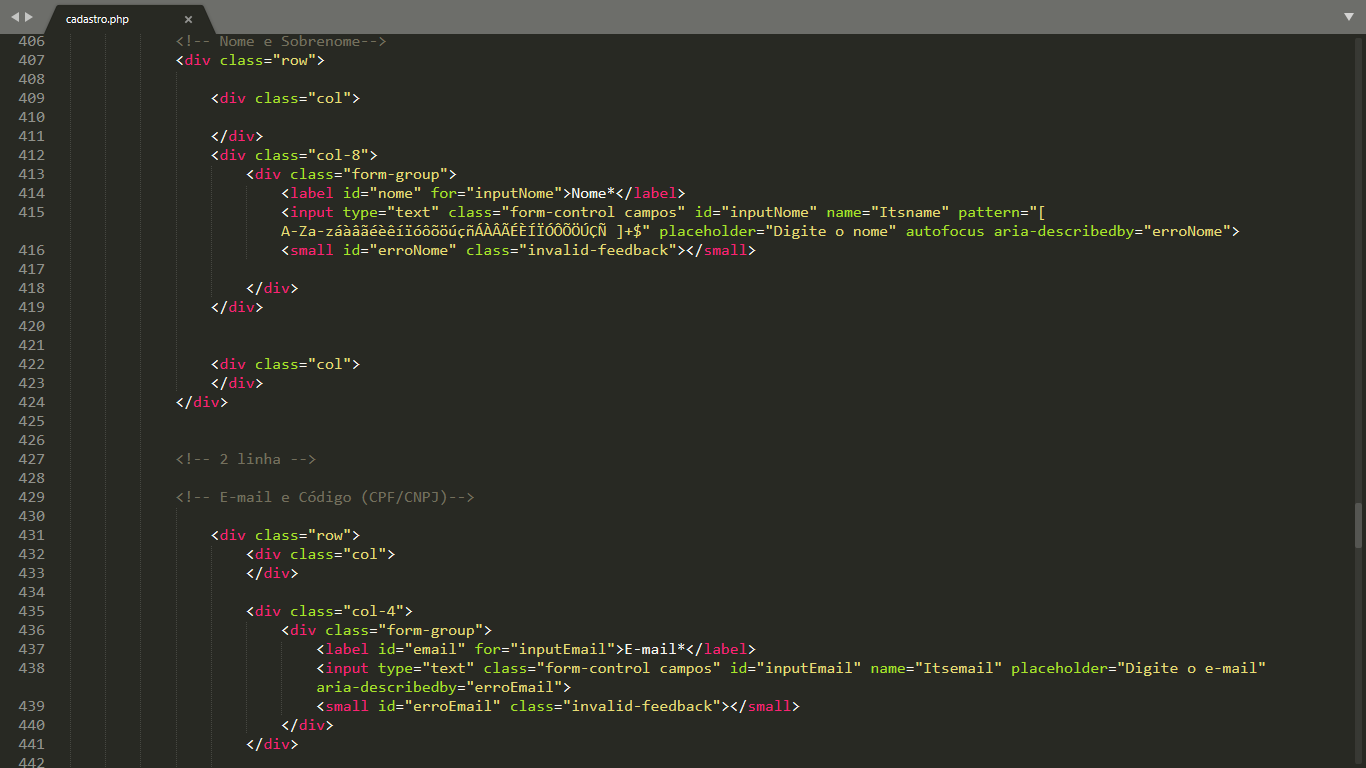 cadastro.php ×
406 <!-- Nome e Sobrenome-->
407 <div class="row">
408
409 <div class="col">
410
411 </div>
412 <div class="col-8">
413 <div class="form-group">
414 <label id="nome" for="inputNome">Nome*</label>
415 <input type="text" class="form-control campos" id="inputNome" name="Itsname" pattern="[
A-Za-záàâãéèêíïóôõöúçñÁÀÂÃÉÈÍÏÓÔÕÖÚÇÑ ]+$" placeholder="Digite o nome" autofocus aria-describedby="erroNome">
416 <small id="erroNome" class="invalid-feedback"></small>
417
418 </div>
419 </div>
420
421
422 <div class="col">
423 </div>
424 </div>
425
426
427 <!-- 2 linha -->
428
429 <!-- E-mail e Código (CPF/CNPJ)-->
430
431 <div class="row">
432 <div class="col">
433 </div>
434
435 <div class="col-4">
436 <div class="form-group">
437 <label id="email" for="inputEmail">E-mail*</label>
438 <input type="text" class="form-control campos" id="inputEmail" name="Itsemail" placeholder="Digite o e-mail"
aria-describedby="erroEmail">
439 <small id="erroEmail" class="invalid-feedback"></small>
440 </div>
441 </div>
442